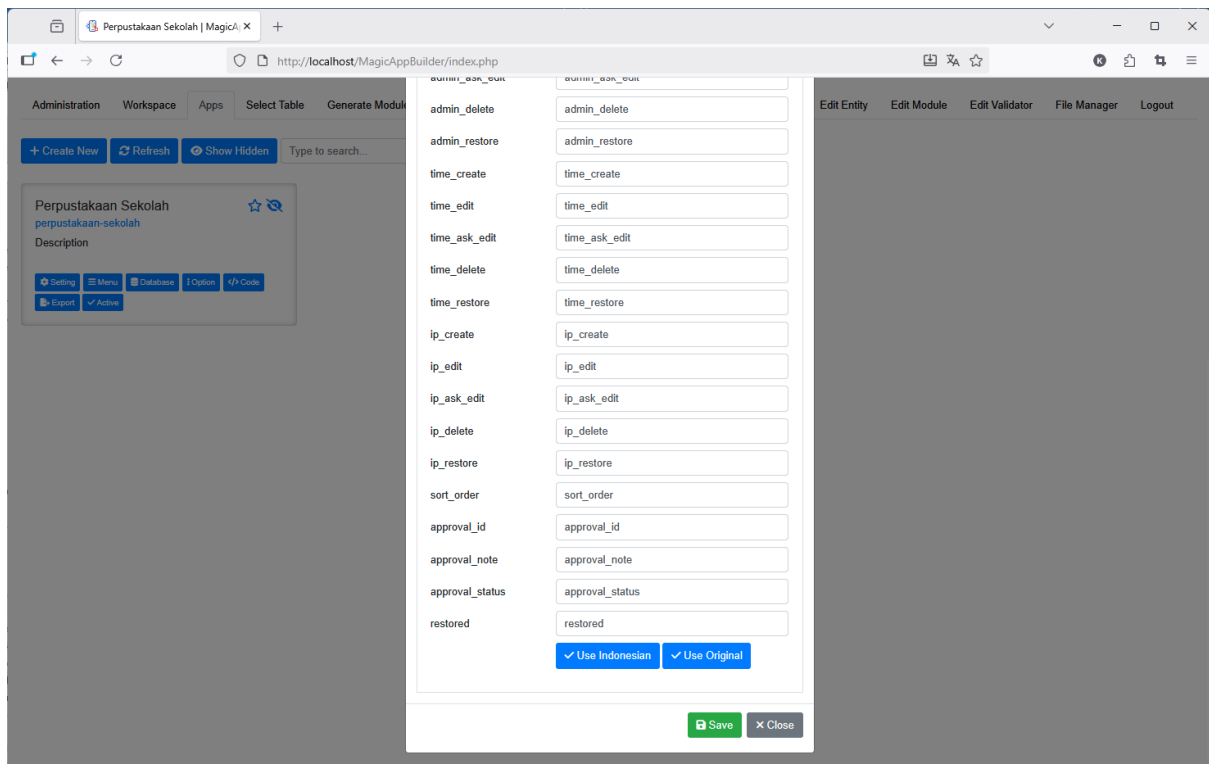 Perpustakaan Sekolah | MagicA
http://localhost/MagicAppBuilder/index.php
K
Administration Workspace Apps Select Table Generate Module Edit Entity Edit Module Edit Validator File Manager Logout
+ Create New Refresh Show Hidden Type to search...
Perpustakaan Sekolah
perpustakaan-sekolah
Description
Setting Menu Database Option Code
Export Active
admin_ask_edit admin_ask_edit
admin_delete admin_delete
admin_restore admin_restore
time_create time_create
time_edit time_edit
time_ask_edit time_ask_edit
time_delete time_delete
time_restore time_restore
ip_create ip_create
ip_edit ip_edit
ip_ask_edit ip_ask_edit
ip_delete ip_delete
ip_restore ip_restore
sort_order sort_order
approval_id approval_id
approval_note approval_note
approval_status approval_status
restored restored
Use Indonesian Use Original
Save Close